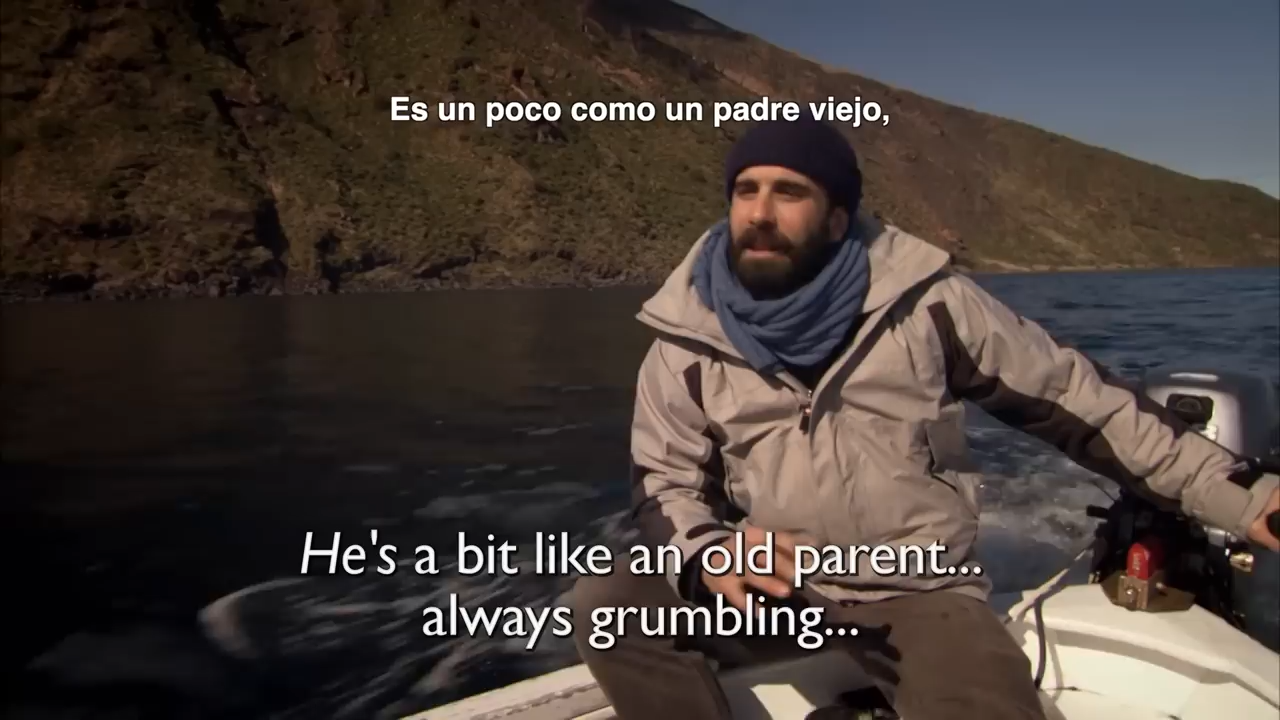 Es un poco como un padre viejo,
He's a bit like an old parent...
always grumbling...